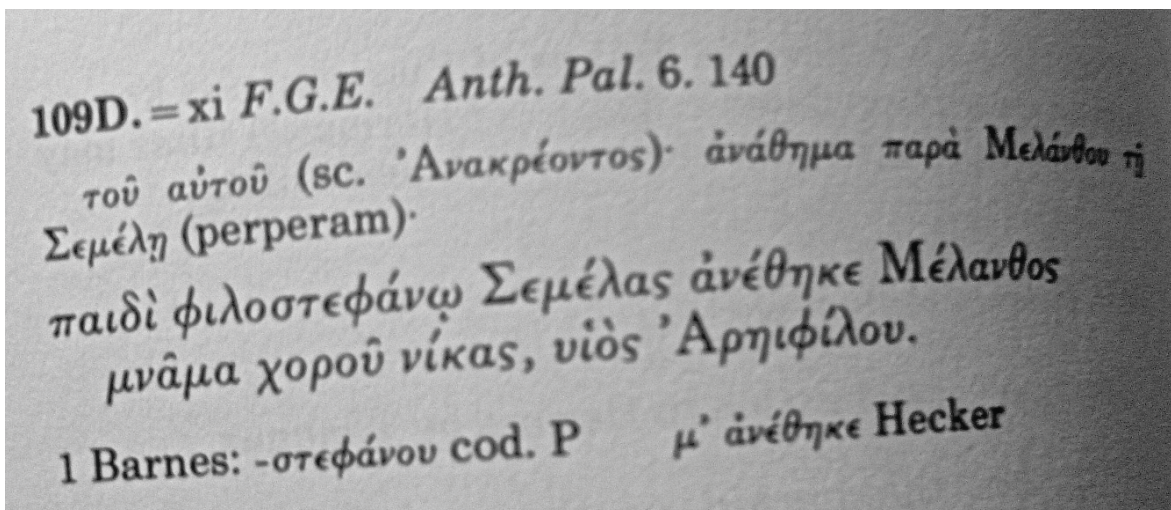 109D. = xi F.G.E. Anth. Pal. 6. 140
τοῦ αὐτοῦ (sc. Ἀνακρέοντος)· ἀνάθημα παρὰ Μελάνθου τῇ
Σεμέλῃ (perperam)·
παιδὶ φιλοστεφάνῳ Σεμέλας ἀνέθηκε Μέλανθος
μνᾶμα χοροῦ νίκας, υἱὸς Ἀρηιφίλου.
1 Barnes: -στεφάνου cod. P μ’ ἀνέθηκε Hecker